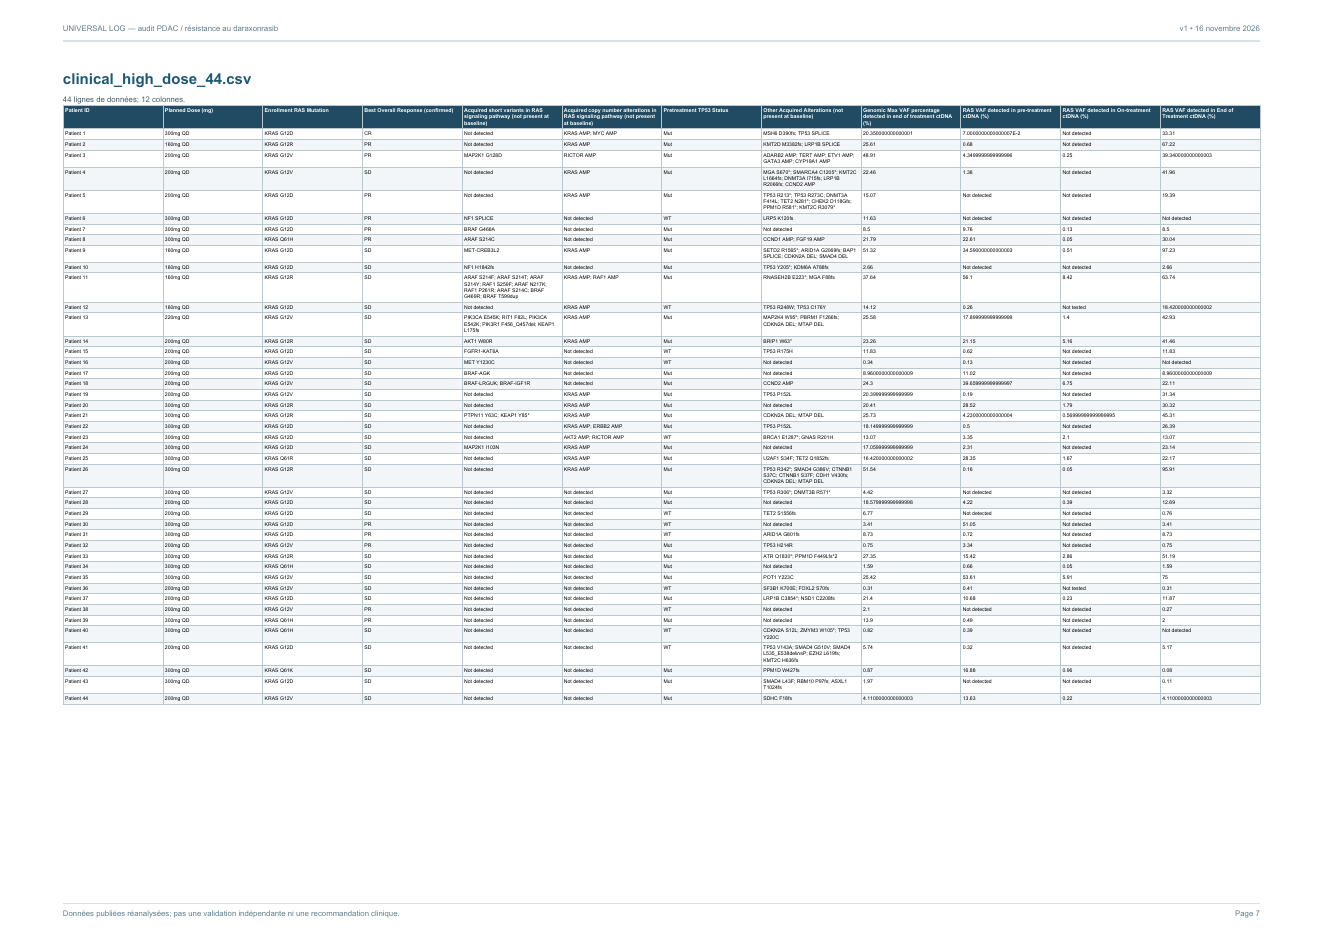 UNIVERSAL LOG — audit PDAC / résistance au daraxonrasib
v1 • 16 novembre 2026
clinical_high_dose_44.csv
44 lignes de données; 12 colonnes.
Patient ID | Planned Dose (mg) | Enrollment RAS Mutation | Best Overall Response (confirmed) | Acquired short variants in RAS signaling pathway (not present at baseline) | Acquired copy number alterations in RAS signaling pathway (not present at baseline) | Pretreatment TP53 Status | Other Acquired Alterations (not present at baseline) | Genomic Max VAF percentage detected in end of treatment ctDNA (%) | RAS VAF detected in pre-treatment ctDNA (%) | RAS VAF detected in On-treatment ctDNA (%) | RAS VAF detected in End of Treatment ctDNA (%)
Patient 1 | 300mg QD | KRAS G12D | CR | Not detected | KRAS AMP; MYC AMP | Mut | MSH6 D390fs; TP53 SPLICE | 20.350000000000001 | 7.0000000000000007E-2 | Not detected | 33.31
Patient 2 | 160mg QD | KRAS G12R | PR | Not detected | KRAS AMP | Mut | KMT2D M3382fs; LRP1B SPLICE | 25.61 | 0.68 | Not detected | 67.22
Patient 3 | 200mg QD | KRAS G12V | PR | MAP2K1 G128D | RICTOR AMP | Mut | ADARB2 AMP; TERT AMP; ETV1 AMP; GATA3 AMP; CYP19A1 AMP | 48.91 | 4.3499999999999996 | 0.25 | 39.340000000000003
Patient 4 | 200mg QD | KRAS G12V | SD | Not detected | KRAS AMP | Mut | MGA S670*; SMARCA4 C1205*; KMT2C L1664fs; DNMT3A I715fs; LRP1B R2066fs; CCND2 AMP | 22.46 | 1.38 | Not detected | 41.96
Patient 5 | 200mg QD | KRAS G12D | PR | Not detected | KRAS AMP | Mut | TP53 R213*; TP53 R273C; DNMT3A F414L; TET2 N281*; CHEK2 D118Gfs; PPM1D R581*; KMT2C R3079* | 15.07 | Not detected | Not detected | 19.39
Patient 6 | 300mg QD | KRAS G12D | PR | NF1 SPLICE | Not detected | WT | LRP5 K120fs | 11.63 | Not detected | Not detected | Not detected
Patient 7 | 300mg QD | KRAS G12D | PR | BRAF G466A | Not detected | Mut | Not detected | 8.5 | 9.76 | 0.13 | 8.5
Patient 8 | 300mg QD | KRAS Q61H | PR | ARAF S214C | Not detected | Mut | CCND1 AMP; FGF19 AMP | 21.79 | 22.61 | 0.05 | 30.04
Patient 9 | 160mg QD | KRAS G12D | SD | MET-CREB3L2 | KRAS AMP | Mut | SETD2 R1565*; ARID1A G2069fs; BAP1 SPLICE; CDKN2A DEL; SMAD4 DEL | 51.32 | 34.590000000000003 | 0.51 | 97.23
Patient 10 | 160mg QD | KRAS G12D | SD | NF1 H1842fs | Not detected | Mut | TP53 Y205*; KDM6A A788fs | 2.66 | Not detected | Not detected | 2.66
Patient 11 | 160mg QD | KRAS G12R | SD | ARAF S214F; ARAF S214T; ARAF S214Y; RAF1 S259F; ARAF N217K; RAF1 P261R; ARAF S214C; BRAF G469R; BRAF T599dup | KRAS AMP; RAF1 AMP | Mut | RNASEH2B E223*; MGA F88fs | 37.64 | 56.1 | 8.42 | 63.74
Patient 12 | 160mg QD | KRAS G12D | SD | Not detected | KRAS AMP | WT | TP53 R248W; TP53 C176Y | 14.12 | 0.26 | Not tested | 18.420000000000002
Patient 13 | 220mg QD | KRAS G12V | SD | PIK3CA E545K; RIT1 F82L; PIK3CA E542K; PIK3R1 F456_Q457del; KEAP1 L175fs | KRAS AMP | Mut | MAP2K4 W95*; PBRM1 F1266fs; CDKN2A DEL; MTAP DEL | 25.58 | 17.899999999999999 | 1.4 | 42.93
Patient 14 | 200mg QD | KRAS G12R | SD | AKT1 W80R | KRAS AMP | Mut | BRIP1 W63* | 23.26 | 21.15 | 5.16 | 41.46
Patient 15 | 200mg QD | KRAS G12D | SD | FGFR1-KAT6A | Not detected | WT | TP53 R175H | 11.83 | 0.62 | Not detected | 11.83
Patient 16 | 200mg QD | KRAS G12V | SD | MET Y1230C | Not detected | WT | Not detected | 0.34 | 0.13 | Not detected | Not detected
Patient 17 | 200mg QD | KRAS G12D | SD | BRAF-AGK | Not detected | Mut | Not detected | 8.9600000000000009 | 11.02 | Not detected | 8.9600000000000009
Patient 18 | 200mg QD | KRAS G12V | SD | BRAF-LRGUK; BRAF-IGF1R | Not detected | Mut | CCND2 AMP | 24.3 | 39.659999999999997 | 6.75 | 22.11
Patient 19 | 200mg QD | KRAS G12V | SD | Not detected | KRAS AMP | Mut | TP53 P152L | 20.399999999999999 | 0.19 | Not detected | 31.34
Patient 20 | 200mg QD | KRAS G12R | SD | Not detected | KRAS AMP | Mut | Not detected | 20.41 | 28.52 | 1.79 | 30.32
Patient 21 | 300mg QD | KRAS G12R | SD | PTPN11 Y63C; KEAP1 Y85* | KRAS AMP | Mut | CDKN2A DEL; MTAP DEL | 25.73 | 4.2300000000000004 | 0.56999999999999995 | 45.31
Patient 22 | 300mg QD | KRAS G12D | SD | Not detected | KRAS AMP; ERBB2 AMP | Mut | TP53 P152L | 18.149999999999999 | 0.5 | Not detected | 26.39
Patient 23 | 300mg QD | KRAS G12D | SD | Not detected | AKT2 AMP; RICTOR AMP | WT | BRCA1 E1287*; GNAS R201H | 13.07 | 3.35 | 2.1 | 13.07
Patient 24 | 300mg QD | KRAS G12D | SD | MAP2K1 I103N | KRAS AMP | Mut | Not detected | 17.059999999999999 | 2.31 | Not detected | 23.14
Patient 25 | 300mg QD | KRAS Q61R | SD | Not detected | KRAS AMP | Mut | U2AF1 S34F; TET2 Q1852fs | 16.420000000000002 | 28.35 | 1.67 | 22.17
Patient 26 | 300mg QD | KRAS G12R | SD | Not detected | KRAS AMP | Mut | TP53 R342*; SMAD4 G386V; CTNNB1 S37C; CTNNB1 S37F; CDH1 V430fs; CDKN2A DEL; MTAP DEL | 51.54 | 0.16 | 0.05 | 95.91
Patient 27 | 300mg QD | KRAS G12V | SD | Not detected | Not detected | Mut | TP53 R306*; DNMT3B R571* | 4.42 | Not detected | Not detected | 3.32
Patient 28 | 200mg QD | KRAS G12V | SD | Not detected | Not detected | Mut | Not detected | 18.579999999999998 | 4.22 | 0.39 | 12.69
Patient 29 | 200mg QD | KRAS G12V | SD | Not detected | Not detected | WT | TET2 S1556fs | 6.77 | Not detected | Not detected | 0.76
Patient 30 | 300mg QD | KRAS G12D | PR | Not detected | Not detected | WT | Not detected | 3.41 | 51.05 | Not detected | 3.41
Patient 31 | 300mg QD | KRAS G12D | PR | Not detected | Not detected | WT | ARID1A G801fs | 8.73 | 0.72 | Not detected | 8.73
Patient 32 | 200mg QD | KRAS G12V | PR | Not detected | Not detected | Mut | TP53 H214R | 0.75 | 3.34 | Not detected | 0.75
Patient 33 | 300mg QD | KRAS G12R | SD | Not detected | Not detected | Mut | ATR Q1830*; PPM1D F449Lfs*2 | 27.35 | 15.42 | 2.86 | 51.19
Patient 34 | 300mg QD | KRAS Q61H | SD | Not detected | Not detected | Mut | Not detected | 1.59 | 0.66 | 0.05 | 1.59
Patient 35 | 300mg QD | KRAS G12V | SD | Not detected | Not detected | Mut | POT1 Y223C | 25.42 | 53.61 | 5.91 | 75
Patient 36 | 200mg QD | KRAS G12V | SD | Not detected | Not detected | WT | SF3B1 K700E; FOXL2 S70fs | 0.31 | 0.41 | Not tested | 0.31
Patient 37 | 200mg QD | KRAS G12D | SD | Not detected | Not detected | Mut | LRP1B C3854*; NSD1 C2208fs | 21.4 | 10.68 | 0.23 | 11.87
Patient 38 | 200mg QD | KRAS G12V | PR | Not detected | Not detected | WT | Not detected | 2.1 | Not detected | Not detected | 0.27
Patient 39 | 300mg QD | KRAS Q61H | PR | Not detected | Not detected | Mut | Not detected | 13.9 | 0.49 | Not detected | 2
Patient 40 | 300mg QD | KRAS Q61H | SD | Not detected | Not detected | WT | CDKN2A S12L; ZMYM3 W105*; TP53 Y220C | 0.82 | 0.39 | Not detected | Not detected
Patient 41 | 300mg QD | KRAS G12D | SD | Not detected | Not detected | WT | TP53 V143A; SMAD4 G510V; SMAD4 L535_E538delinsP; EZH2 L619fs; KMT2C H636fs | 5.74 | 0.32 | Not detected | 5.17
Patient 42 | 300mg QD | KRAS Q61K | SD | Not detected | Not detected | Mut | PPM1D W427fs | 0.87 | 16.88 | 0.96 | 0.08
Patient 43 | 300mg QD | KRAS G12D | SD | Not detected | Not detected | Mut | SMAD4 L43F; RBM10 P97fs; ASXL1 T1024fs | 1.97 | Not detected | Not detected | 0.11
Patient 44 | 200mg QD | KRAS G12V | SD | Not detected | Not detected | Mut | SDHC F18fs | 4.1100000000000003 | 13.63 | 0.22 | 4.1100000000000003
Données publiées réanalysées; pas une validation indépendante ni une recommandation clinique.
Page 7